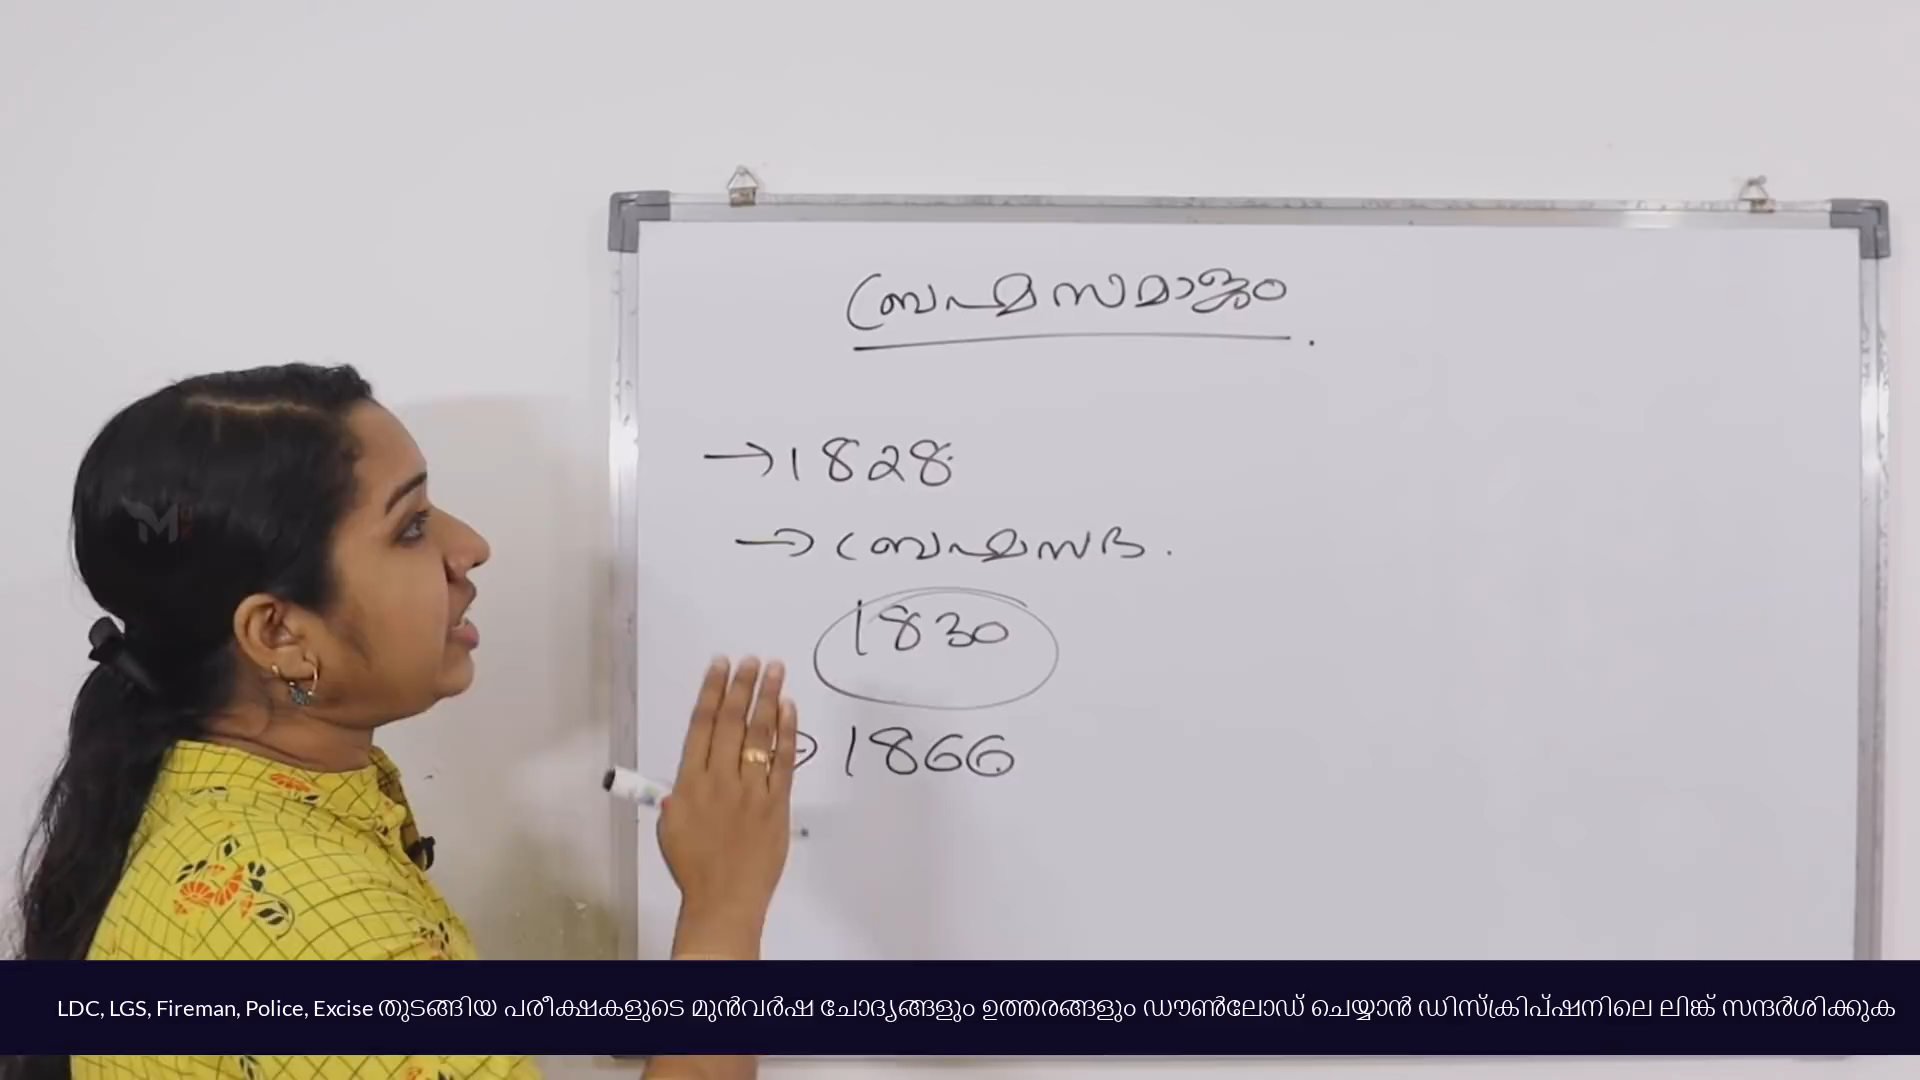 ബ്രഹ്മസമാജം.
→ 1828
→ ബ്രഹ്മസഭ.
1830
→ 1866
LDC, LGS, Fireman, Police, Excise തുടങ്ങിയ പരീക്ഷകളുടെ മുൻവർഷ ചോദ്യങ്ങളും ഉത്തരങ്ങളും ഡൗൺലോഡ് ചെയ്യാൻ ഡിസ്ക്രിപ്ഷനിലെ ലിങ്ക് സന്ദർശിക്കുക